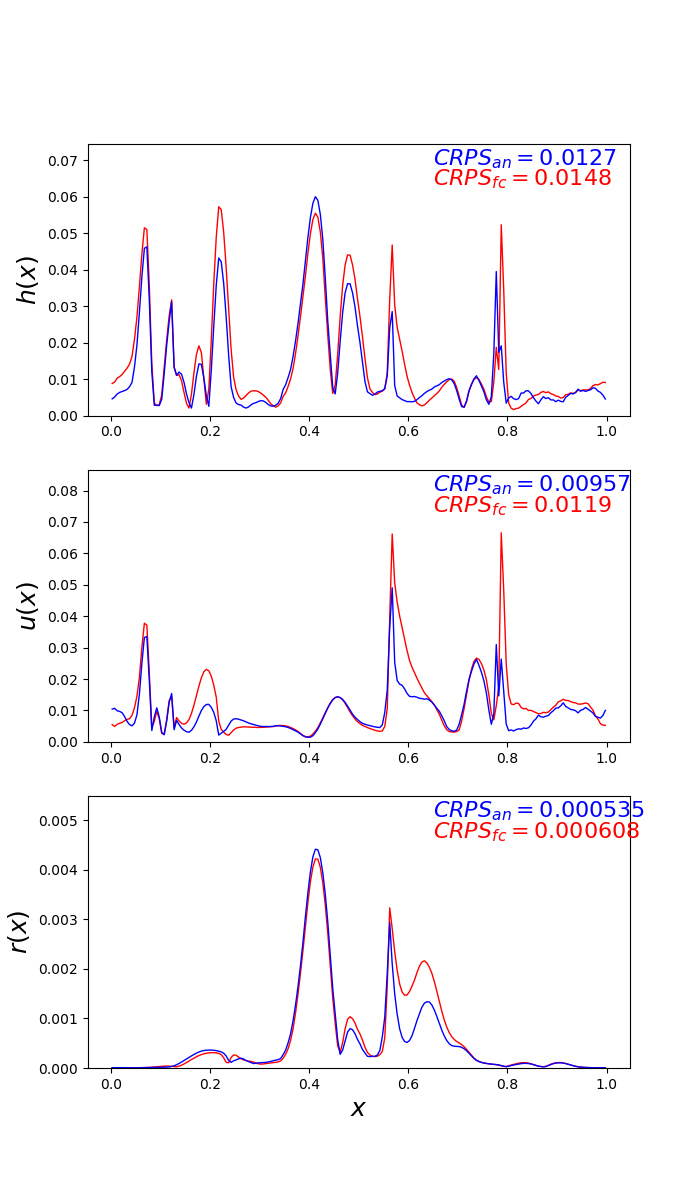 CRPS_an = 0.0127
CRPS_fc = 0.0148
0.07
0.06
0.05
0.04
0.03
0.02
0.01
0.00
h(x)
0.0 0.2 0.4 0.6 0.8 1.0
CRPS_an = 0.00957
CRPS_fc = 0.0119
0.08
0.07
0.06
0.05
0.04
0.03
0.02
0.01
0.00
u(x)
0.0 0.2 0.4 0.6 0.8 1.0
CRPS_an = 0.000535
CRPS_fc = 0.000608
0.005
0.004
0.003
0.002
0.001
0.000
r(x)
0.0 0.2 0.4 0.6 0.8 1.0
x